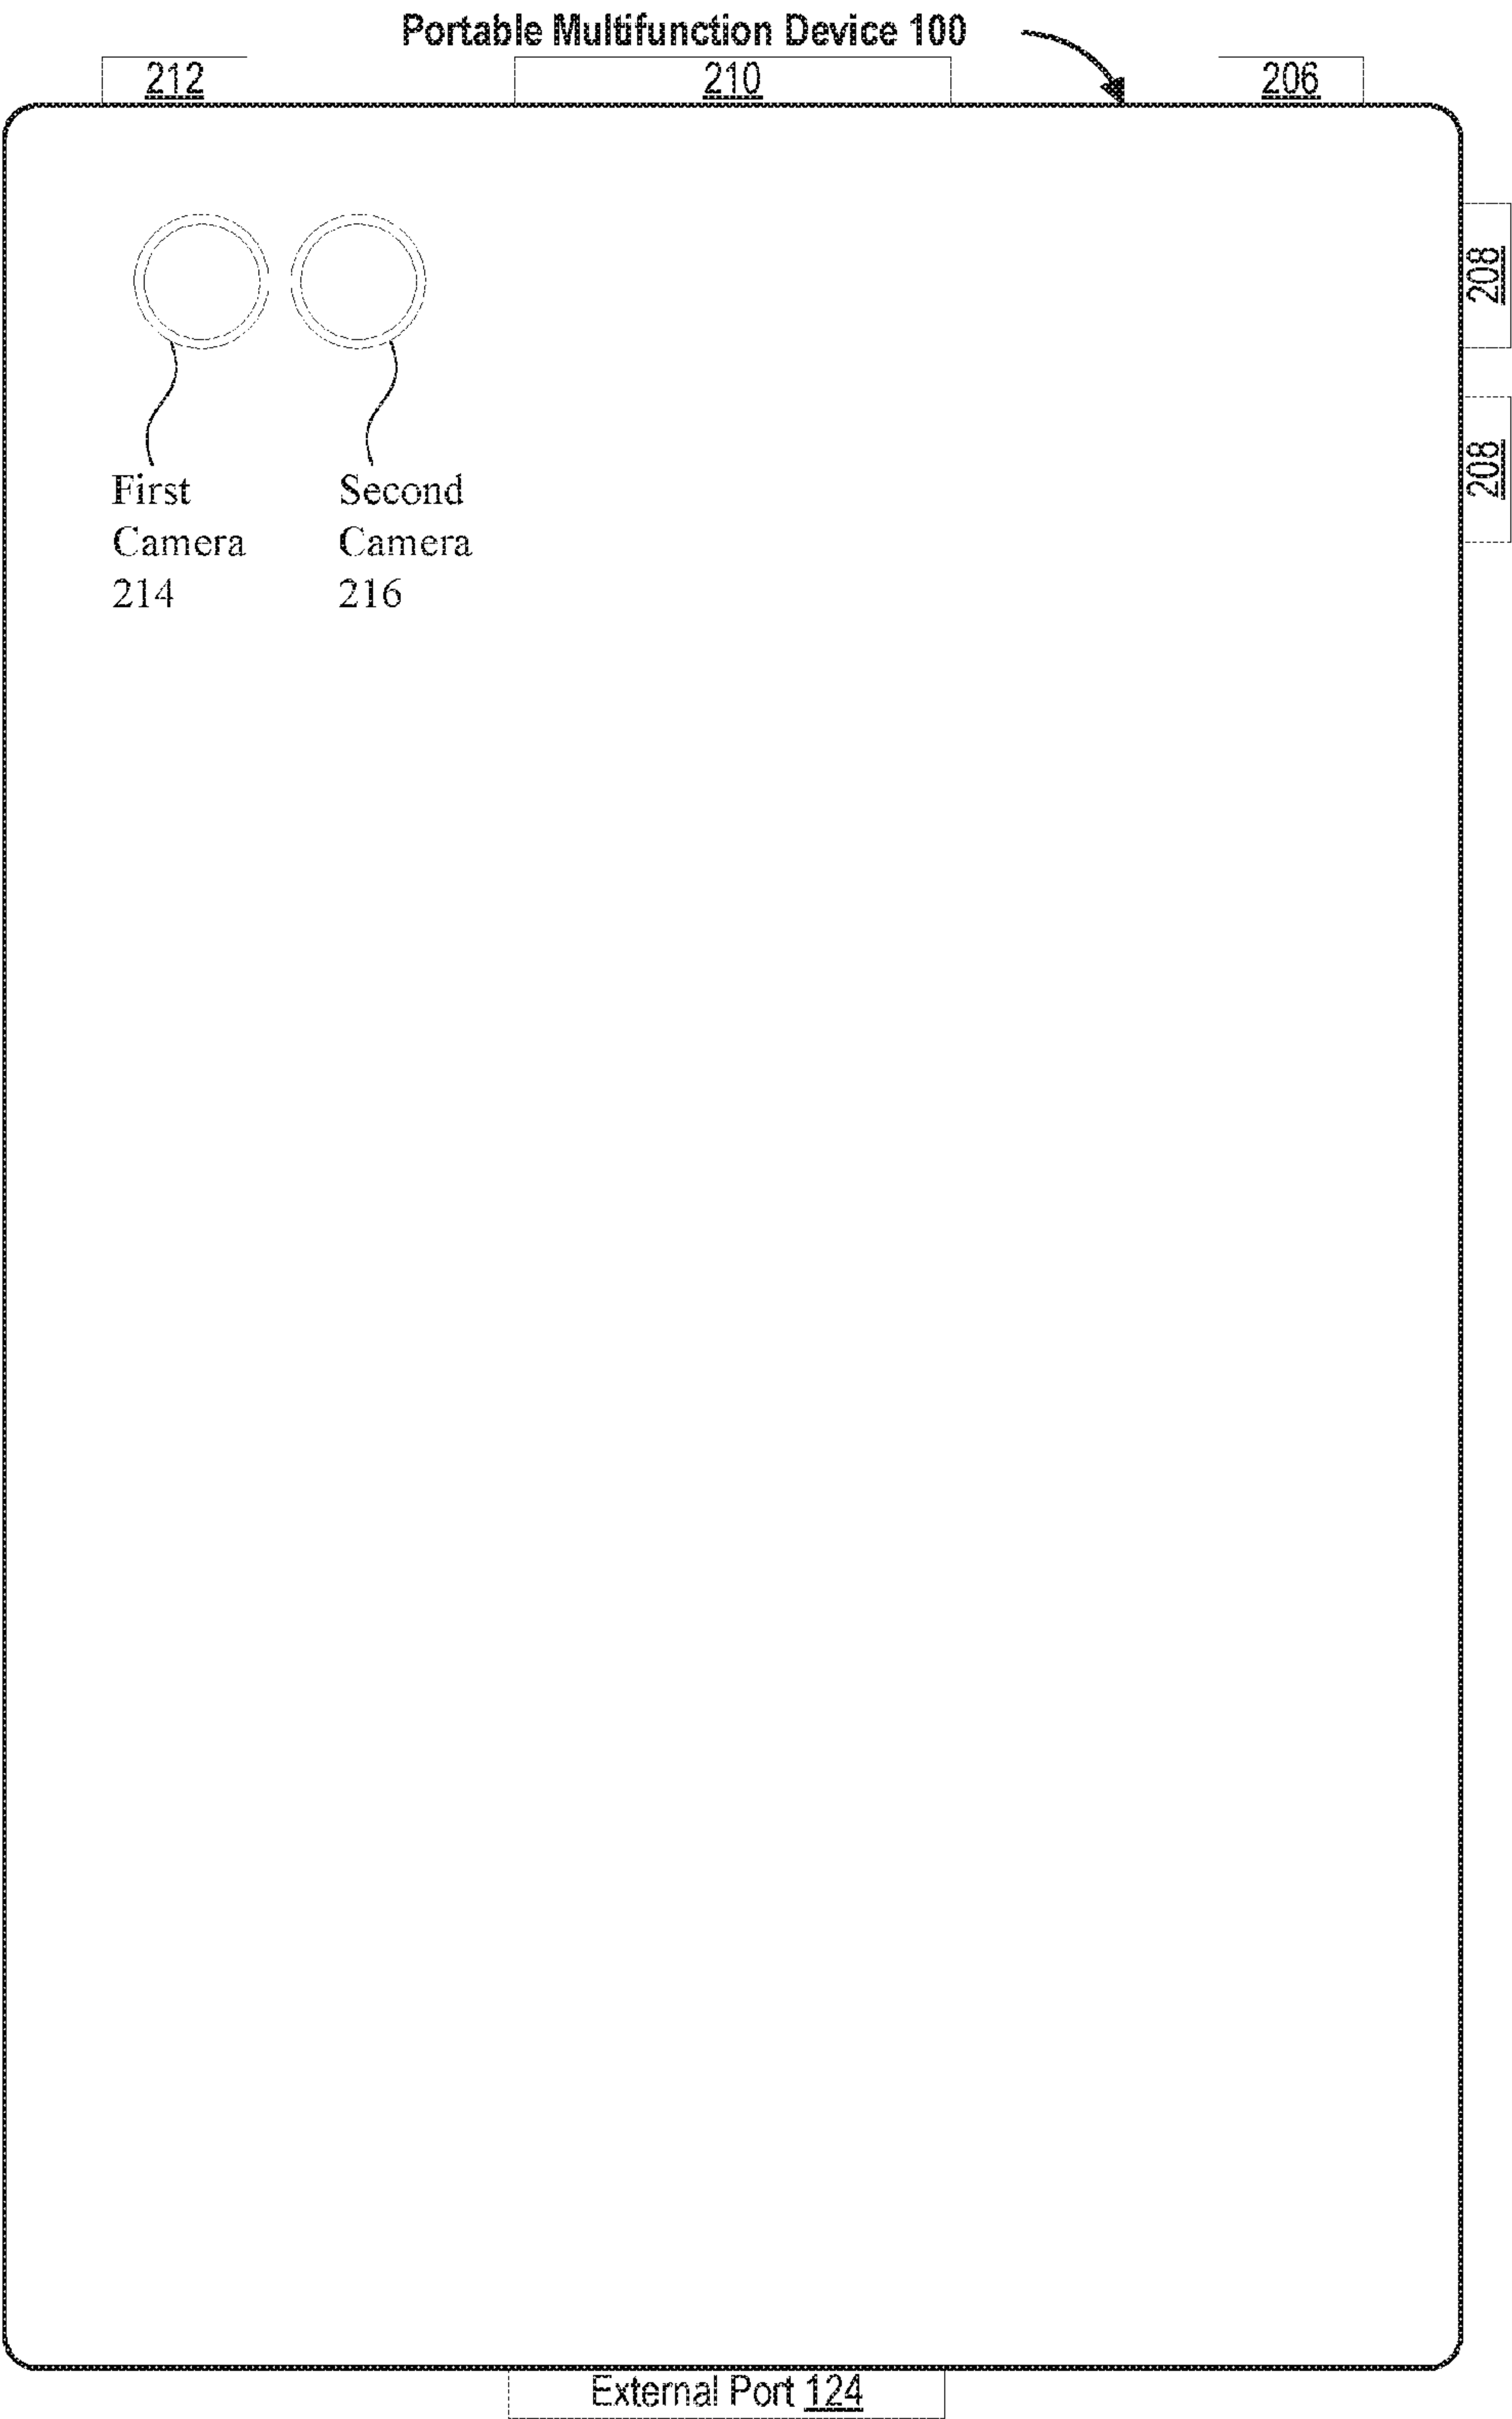 Portable Multifunction Device 100
212
210
206
208
208
First
Camera
214
Second
Camera
216
External Port 124